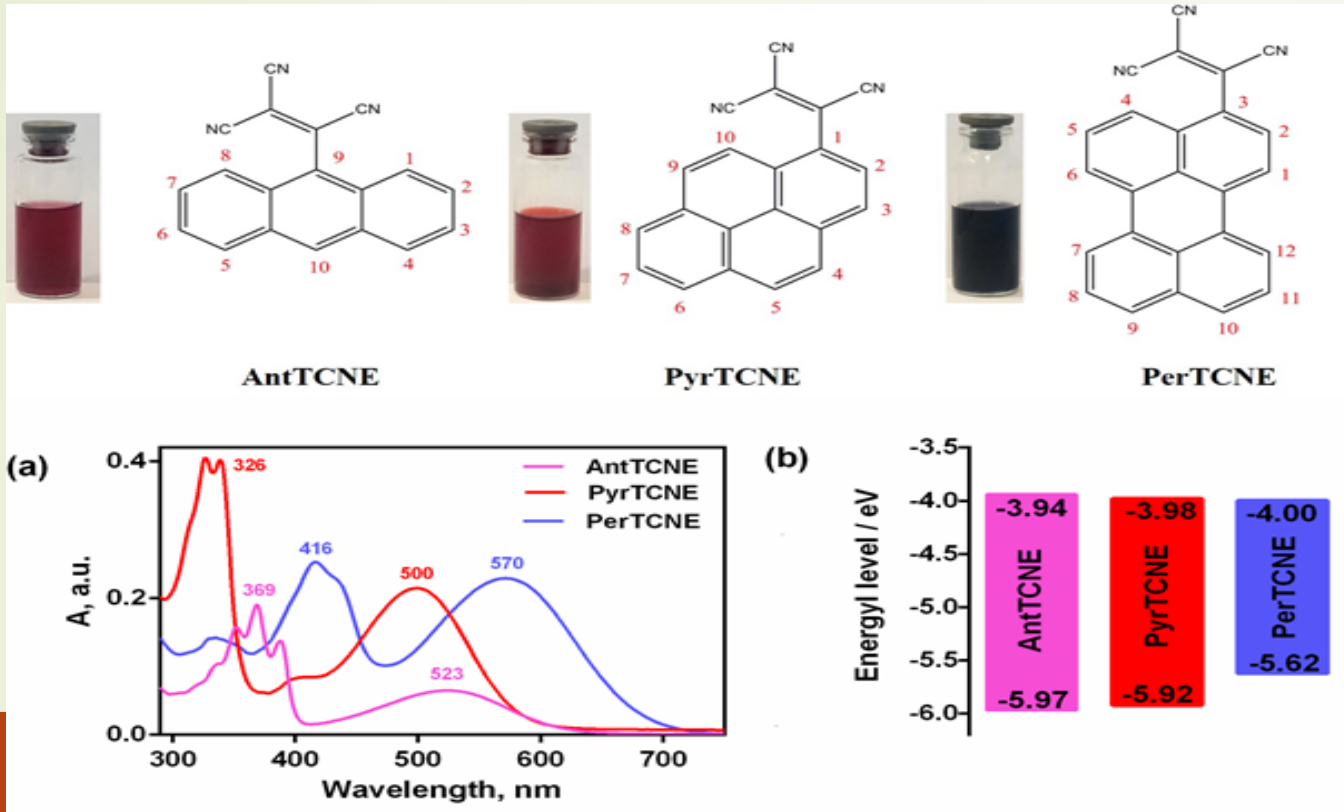 CN
CN
NC
8
9
1
7
2
6
3
5
10
4
AntTCNE
CN
CN
NC
10
1
9
2
8
3
7
4
6
5
PyrTCNE
CN
CN
NC
4
3
5
2
6
1
7
12
8
11
9
10
PerTCNE
(a)
A, a.u.
0.4
0.2
0.0
300
400
500
600
700
Wavelength, nm
326
369
416
500
523
570
AntTCNE
PyrTCNE
PerTCNE
(b)
Energyl level / eV
-3.5
-4.0
-4.5
-5.0
-5.5
-6.0
-3.94
AntTCNE
-5.97
-3.98
PyrTCNE
-5.92
-4.00
PerTCNE
-5.62